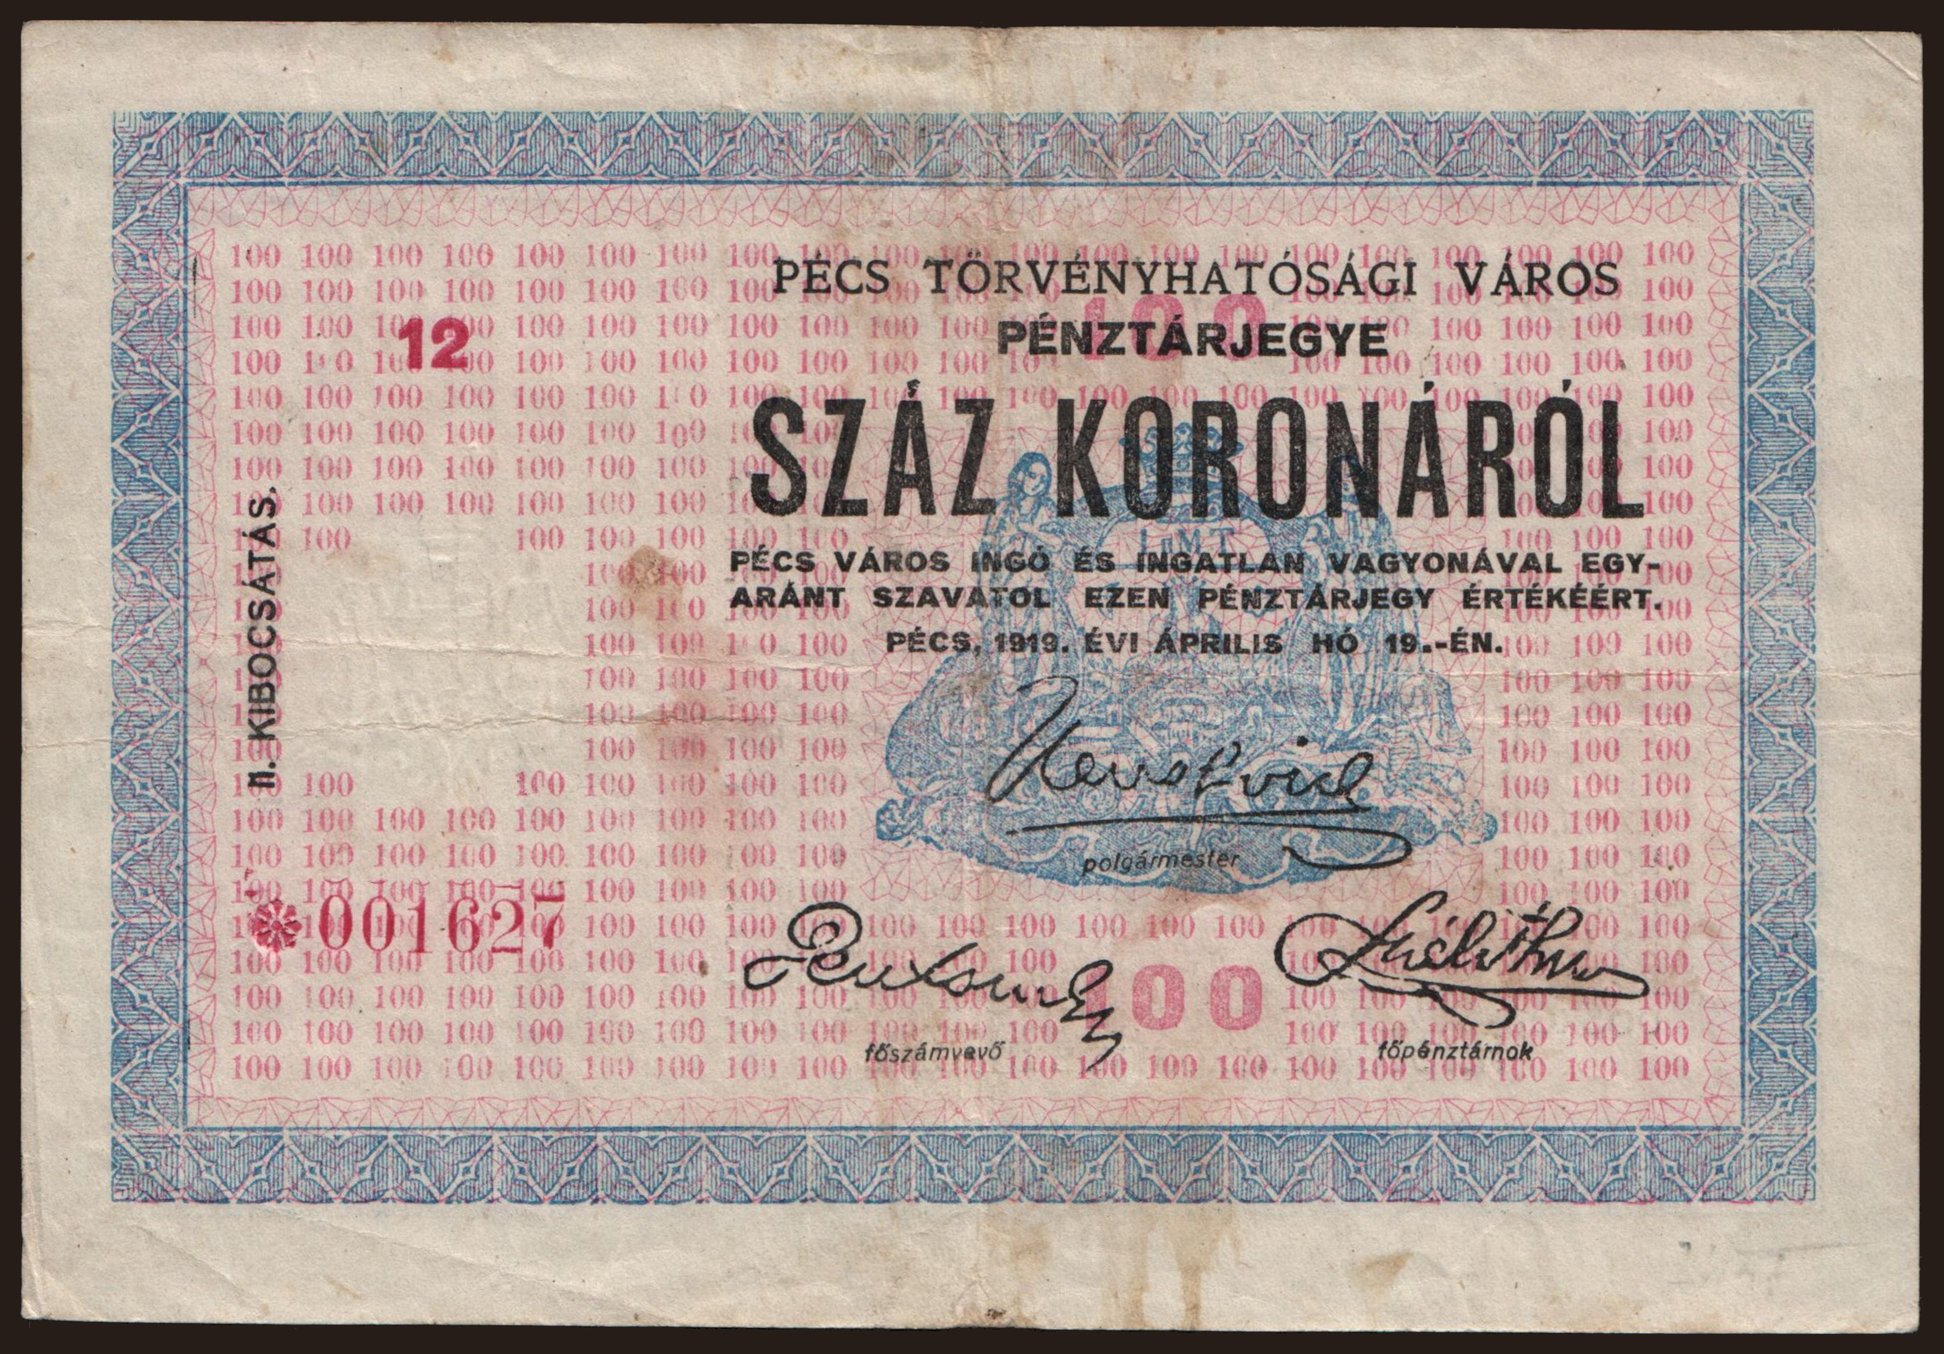 PÉCS TÖRVÉNYHATÓSÁGI VÁROS
PÉNZTÁRJEGYE
100
12
SZÁZ KORONÁRÓL
PÉCS VÁROS INGÓ ÉS INGATLAN VAGYONÁVAL EGY-
ARÁNT SZAVATOL EZEN PÉNZTÁRJEGY ÉRTÉKÉÉRT.
PÉCS, 1919. ÉVI ÁPRILIS HÓ 19.-ÉN.
II. KIBOCSÁTÁS.
polgármester
001627
100
főszámvevő
főpénztárnok